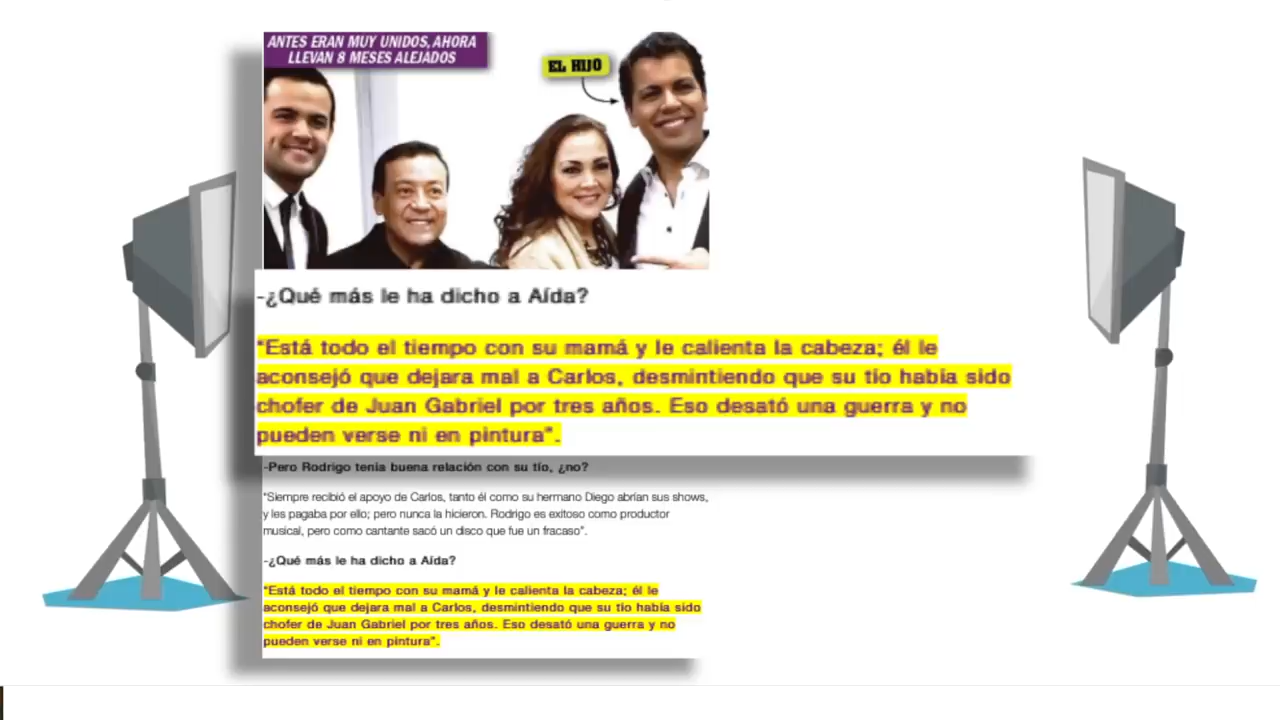 ANTES ERAN MUY UNIDOS, AHORA
LLEVAN 8 MESES ALEJADOS
EL HIJO
-¿Qué más le ha dicho a Aída?
"Está todo el tiempo con su mamá y le calienta la cabeza; él le
aconsejó que dejara mal a Carlos, desmintiendo que su tío había sido
chofer de Juan Gabriel por tres años. Eso desató una guerra y no
pueden verse ni en pintura".
-Pero Rodrigo tenía buena relación con su tío, ¿no?
"Siempre recibió el apoyo de Carlos, tanto él como su hermano Diego abrían sus shows,
y les pagaba por ello; pero nunca la hicieron. Rodrigo es exitoso como productor
musical, pero como cantante sacó un disco que fue un fracaso".
-¿Qué más le ha dicho a Aída?
"Está todo el tiempo con su mamá y le calienta la cabeza; él le
aconsejó que dejara mal a Carlos, desmintiendo que su tío había sido
chofer de Juan Gabriel por tres años. Eso desató una guerra y no
pueden verse ni en pintura".